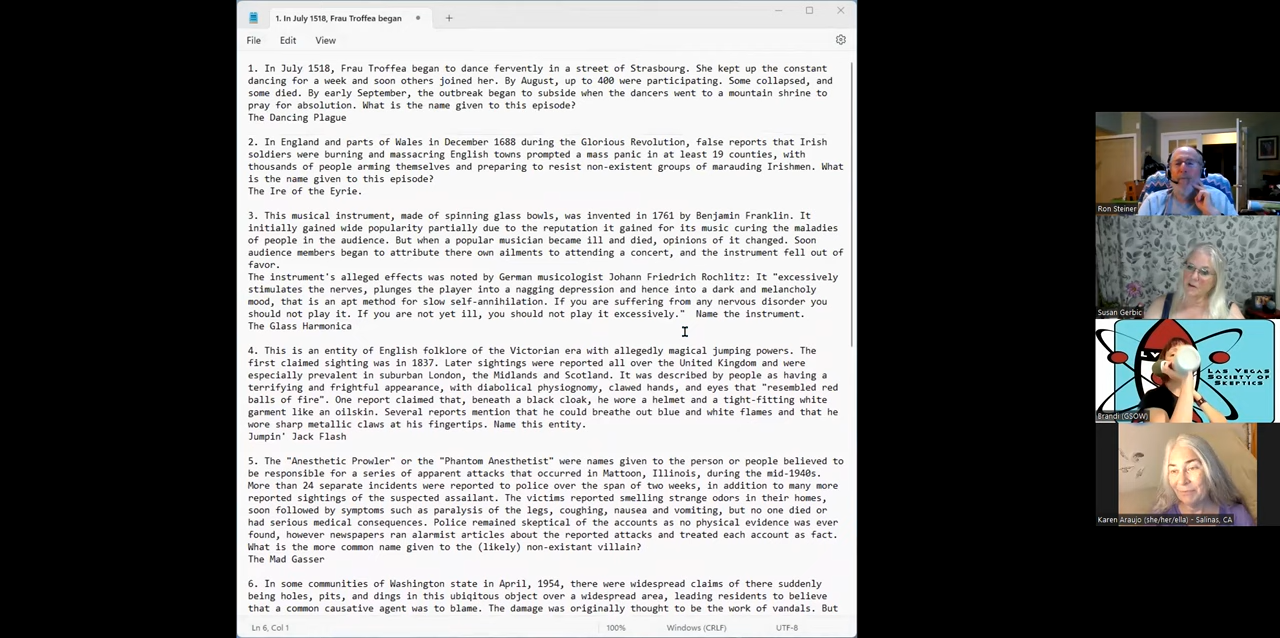 1. In July 1518, Frau Troffea began
File
Edit
View
1. In July 1518, Frau Troffea began to dance fervently in a street of Strasbourg. She kept up the constant
dancing for a week and soon others joined her. By August, up to 400 were participating. Some collapsed, and
some died. By early September, the outbreak began to subside when the dancers went to a mountain shrine to
pray for absolution. What is the name given to this episode?
The Dancing Plague
2. In England and parts of Wales in December 1688 during the Glorious Revolution, false reports that Irish
soldiers were burning and massacring English towns prompted a mass panic in at least 19 counties, with
thousands of people arming themselves and preparing to resist non-existent groups of marauding Irishmen. What
is the name given to this episode?
The Ire of the Eyrie.
3. This musical instrument, made of spinning glass bowls, was invented in 1761 by Benjamin Franklin. It
initially gained wide popularity partially due to the reputation it gained for its music curing the maladies
of people in the audience. But when a popular musician became ill and died, opinions of it changed. Soon
audience members began to attribute there own ailments to attending a concert, and the instrument fell out of
favor.
The instrument's alleged effects was noted by German musicologist Johann Friedrich Rochlitz: It "excessively
stimulates the nerves, plunges the player into a nagging depression and hence into a dark and melancholy
mood, that is an apt method for slow self-annihilation. If you are suffering from any nervous disorder you
should not play it. If you are not yet ill, you should not play it excessively."  Name the instrument.
The Glass Harmonica
4. This is an entity of English folklore of the Victorian era with allegedly magical jumping powers. The
first claimed sighting was in 1837. Later sightings were reported all over the United Kingdom and were
especially prevalent in suburban London, the Midlands and Scotland. It was described by people as having a
terrifying and frightful appearance, with diabolical physiognomy, clawed hands, and eyes that "resembled red
balls of fire". One report claimed that, beneath a black cloak, he wore a helmet and a tight-fitting white
garment like an oilskin. Several reports mention that he could breathe out blue and white flames and that he
wore sharp metallic claws at his fingertips. Name this entity.
Jumpin' Jack Flash
5. The "Anesthetic Prowler" or the "Phantom Anesthetist" were names given to the person or people believed to
be responsible for a series of apparent attacks that occurred in Mattoon, Illinois, during the mid-1940s.
More than 24 separate incidents were reported to police over the span of two weeks, in addition to many more
reported sightings of the suspected assailant. The victims reported smelling strange odors in their homes,
soon followed by symptoms such as paralysis of the legs, coughing, nausea and vomiting, but no one died or
had serious medical consequences. Police remained skeptical of the accounts as no physical evidence was ever
found, however newspapers ran alarmist articles about the reported attacks and treated each account as fact.
What is the more common name given to the (likely) non-existant villain?
The Mad Gasser
6. In some communities of Washington state in April, 1954, there were widespread claims of there suddenly
being holes, pits, and dings in this ubiqitous object over a widespread area, leading residents to believe
that a common causative agent was to blame. The damage was originally thought to be the work of vandals. But
Ln 6, Col 1
100%
Windows (CRLF)
UTF-8
Ron Steiner
Susan Gerbic
LV
LAS VEGAS
SOCIETY OF
SKEPTICS
Brandi (GSOW)
Karen Araujo (she/her/ella) - Salinas, CA